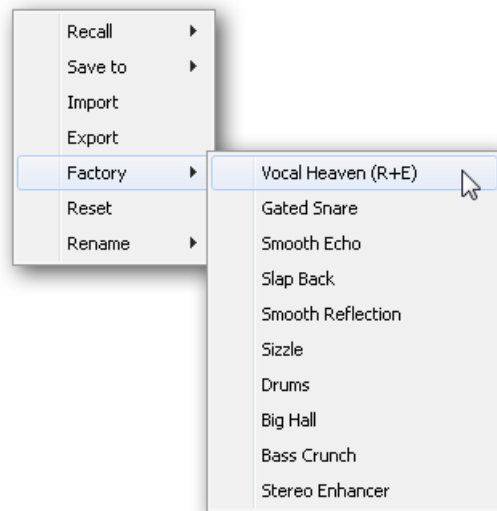 Recall
Save to
Import
Export
Factory
Reset
Rename
Vocal Heaven (R+E)
Gated Snare
Smooth Echo
Slap Back
Smooth Reflection
Sizzle
Drums
Big Hall
Bass Crunch
Stereo Enhancer